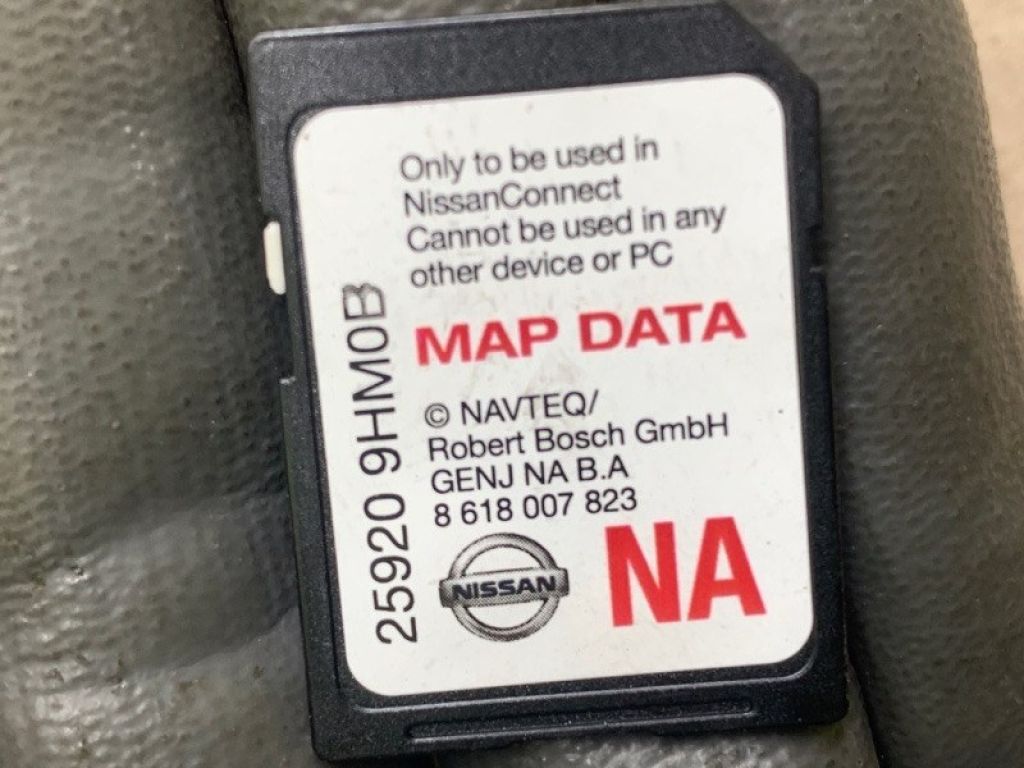 Only to be used in
NissanConnect
Cannot be used in any
other device or PC
MAP DATA
© NAVTEQ/
Robert Bosch GmbH
GENJ NA B.A
8 618 007 823
NISSAN
NA
25920 9HM0B